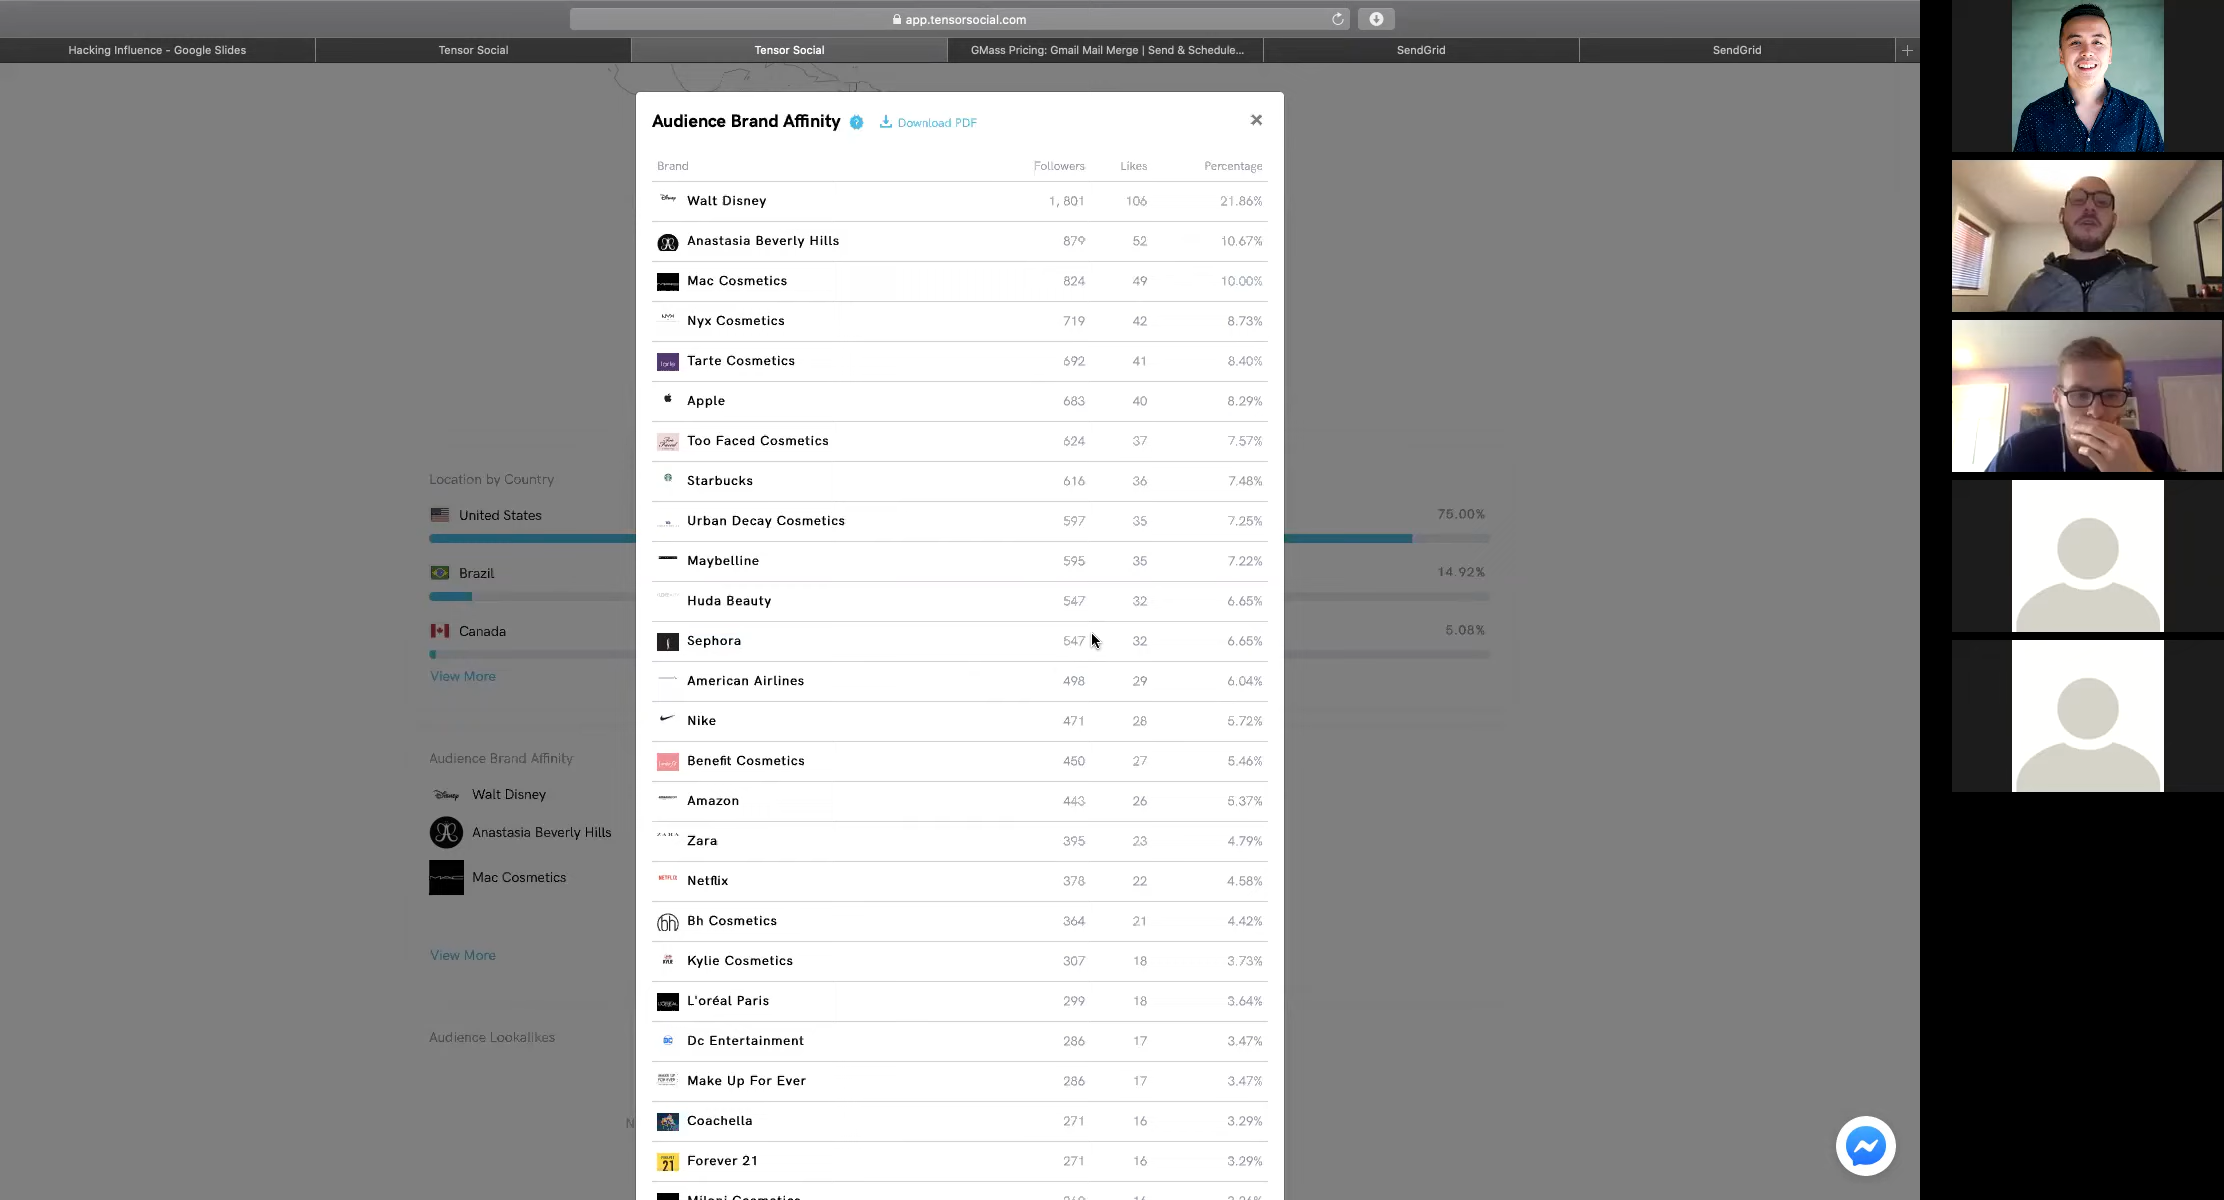 app.tensorsocial.com
Hacking Influence - Google Slides
Tensor Social
Tensor Social
GMass Pricing: Gmail Mail Merge | Send & Schedule...
SendGrid
SendGrid
Audience Brand Affinity ? Download PDF
Brand Followers Likes Percentage
Walt Disney 1, 801 106 21.86%
Anastasia Beverly Hills 879 52 10.67%
Mac Cosmetics 824 49 10.00%
Nyx Cosmetics 719 42 8.73%
Tarte Cosmetics 692 41 8.40%
Apple 683 40 8.29%
Too Faced Cosmetics 624 37 7.57%
Starbucks 616 36 7.48%
Urban Decay Cosmetics 597 35 7.25%
Maybelline 595 35 7.22%
Huda Beauty 547 32 6.65%
Sephora 547 32 6.65%
American Airlines 498 29 6.04%
Nike 471 28 5.72%
Benefit Cosmetics 450 27 5.46%
Amazon 443 26 5.37%
Zara 395 23 4.79%
Netflix 378 22 4.58%
Bh Cosmetics 364 21 4.42%
Kylie Cosmetics 307 18 3.73%
L'oréal Paris 299 18 3.64%
Dc Entertainment 286 17 3.47%
Make Up For Ever 286 17 3.47%
Coachella 271 16 3.29%
Forever 21 271 16 3.29%
Location by Country
United States 75.00%
Brazil 14.92%
Canada 5.08%
View More
Audience Brand Affinity
Walt Disney
Anastasia Beverly Hills
Mac Cosmetics
View More
Audience Lookalikes